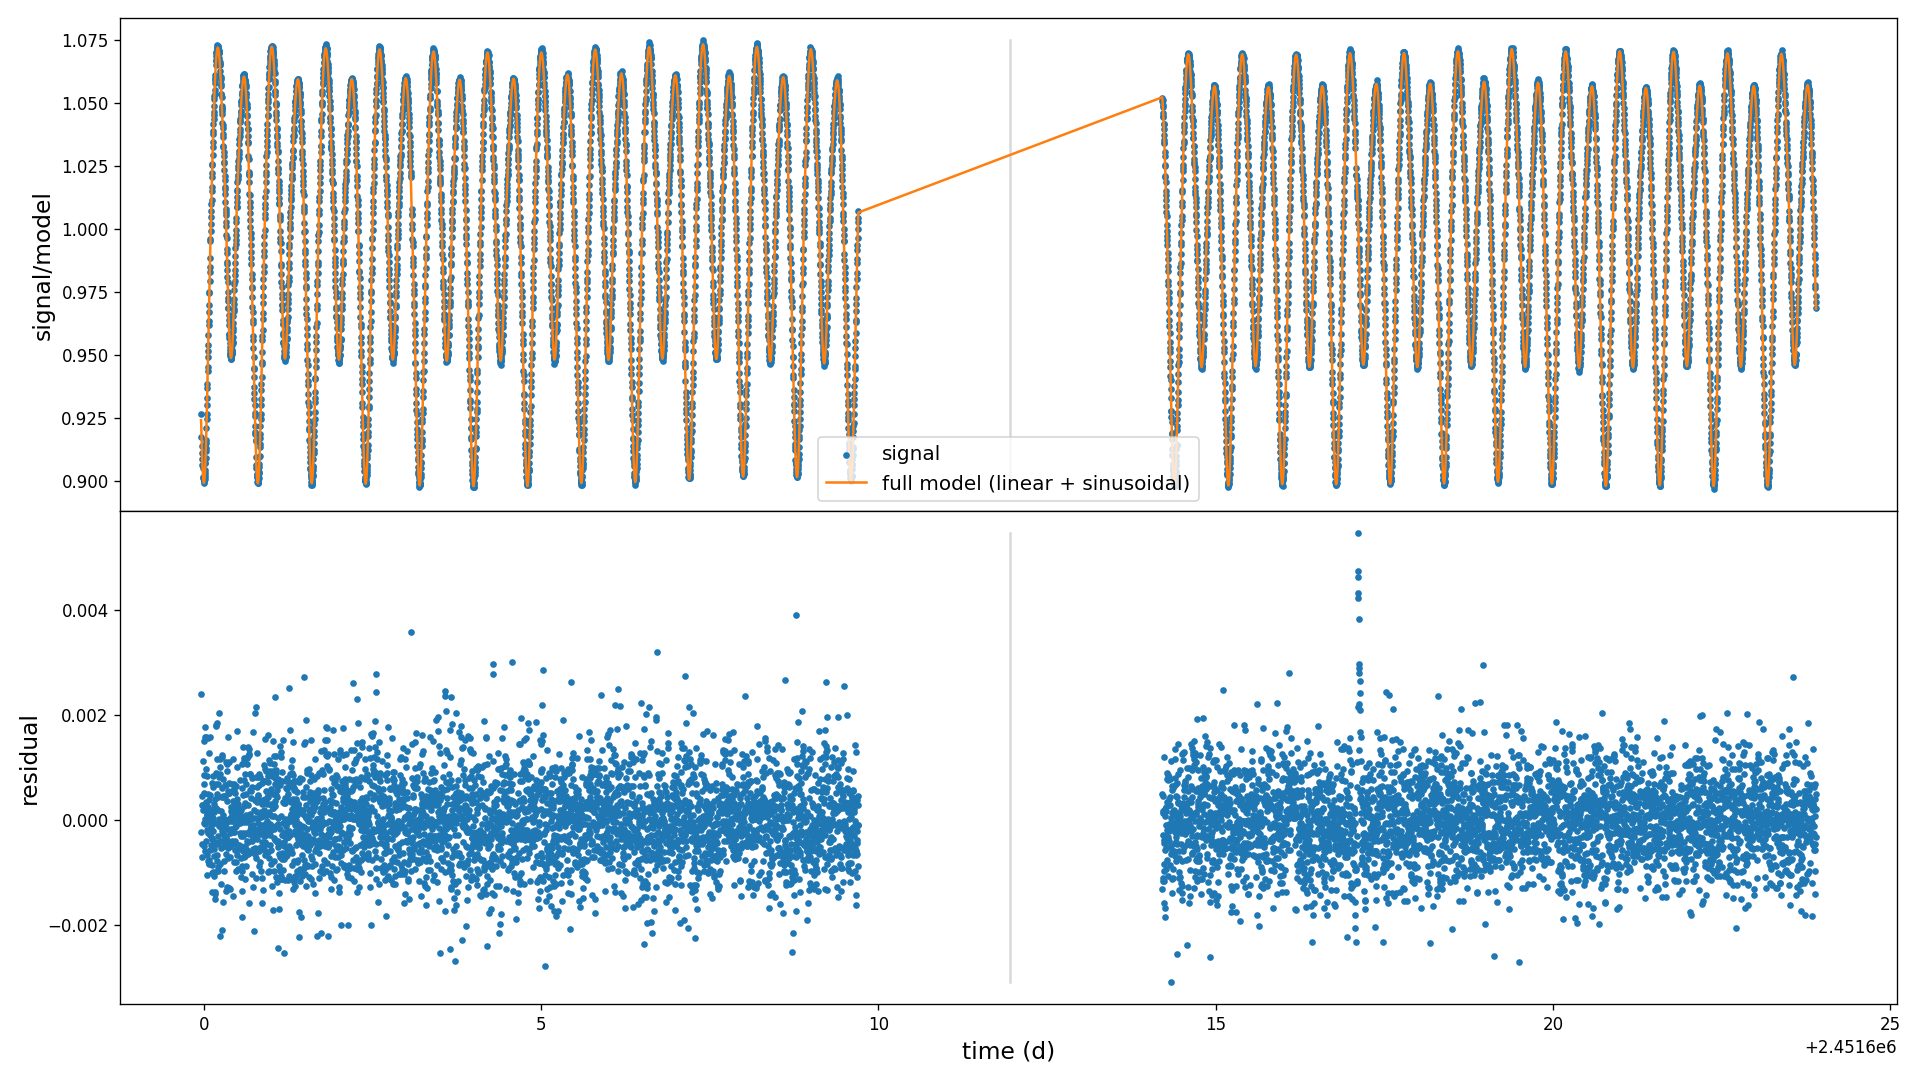 1.075
1.050
1.025
1.000
0.975
0.950
0.925
0.900
signal/model
signal
full model (linear + sinusoidal)
0.004
0.002
0.000
−0.002
residual
0 5 10 15 20 25
time (d)
+2.4516e6